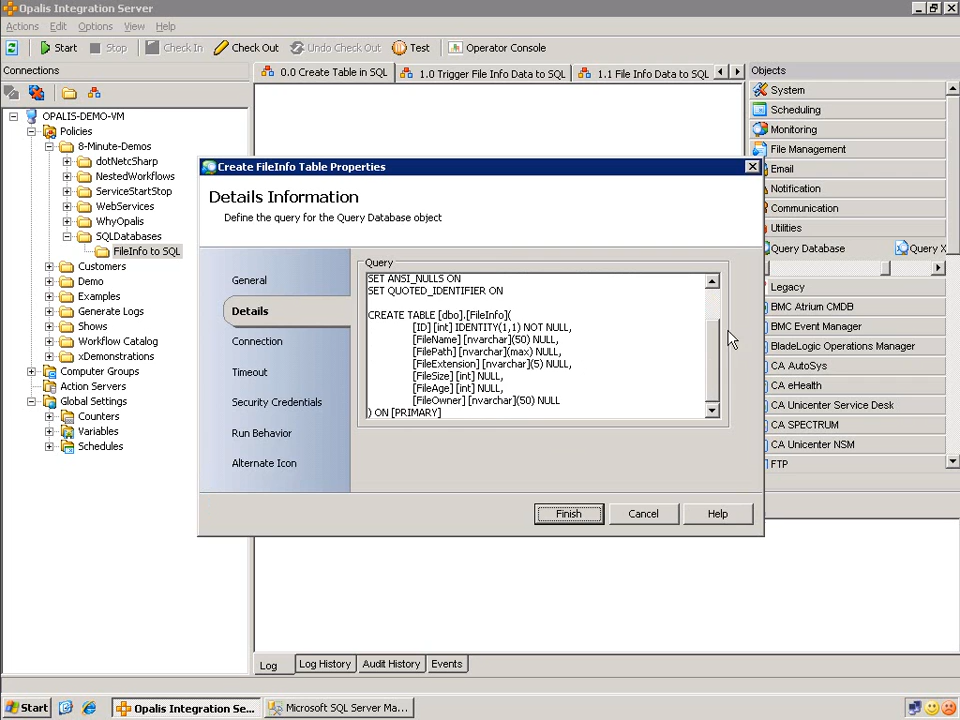 Opalis Integration Server
Actions Edit Options View Help
Start Stop Check In Check Out Undo Check Out Test Operator Console
Connections
OPALIS-DEMO-VM
Policies
8-Minute-Demos
dotNetcSharp
NestedWorkflows
ServiceStartStop
WebServices
WhyOpalis
SQLDatabases
FileInfo to SQL
Customers
Demo
Examples
Generate Logs
Shows
Workflow Catalog
xDemonstrations
Computer Groups
Action Servers
Global Settings
Counters
Variables
Schedules
0.0 Create Table in SQL 1.0 Trigger File Info Data to SQL 1.1 File Info Data to SQL
Create FileInfo Table Properties
Details Information
Define the query for the Query Database object
General
Details
Connection
Timeout
Security Credentials
Run Behavior
Alternate Icon
Query
SET ANSI_NULLS ON
SET QUOTED_IDENTIFIER ON
CREATE TABLE [dbo].[FileInfo](
[ID] [int] IDENTITY(1,1) NOT NULL,
[FileName] [nvarchar](50) NULL,
[FilePath] [nvarchar](max) NULL,
[FileExtension] [nvarchar](5) NULL,
[FileSize] [int] NULL,
[FileAge] [int] NULL,
[FileOwner] [nvarchar](50) NULL
) ON [PRIMARY]
Finish Cancel Help
Objects
System
Scheduling
Monitoring
File Management
Email
Notification
Communication
Utilities
Query Database Query X
Legacy
BMC Atrium CMDB
BMC Event Manager
BladeLogic Operations Manager
CA AutoSys
CA eHealth
CA Unicenter Service Desk
CA SPECTRUM
CA Unicenter NSM
FTP
Log Log History Audit History Events
Start Opalis Integration Se... Microsoft SQL Server Ma...